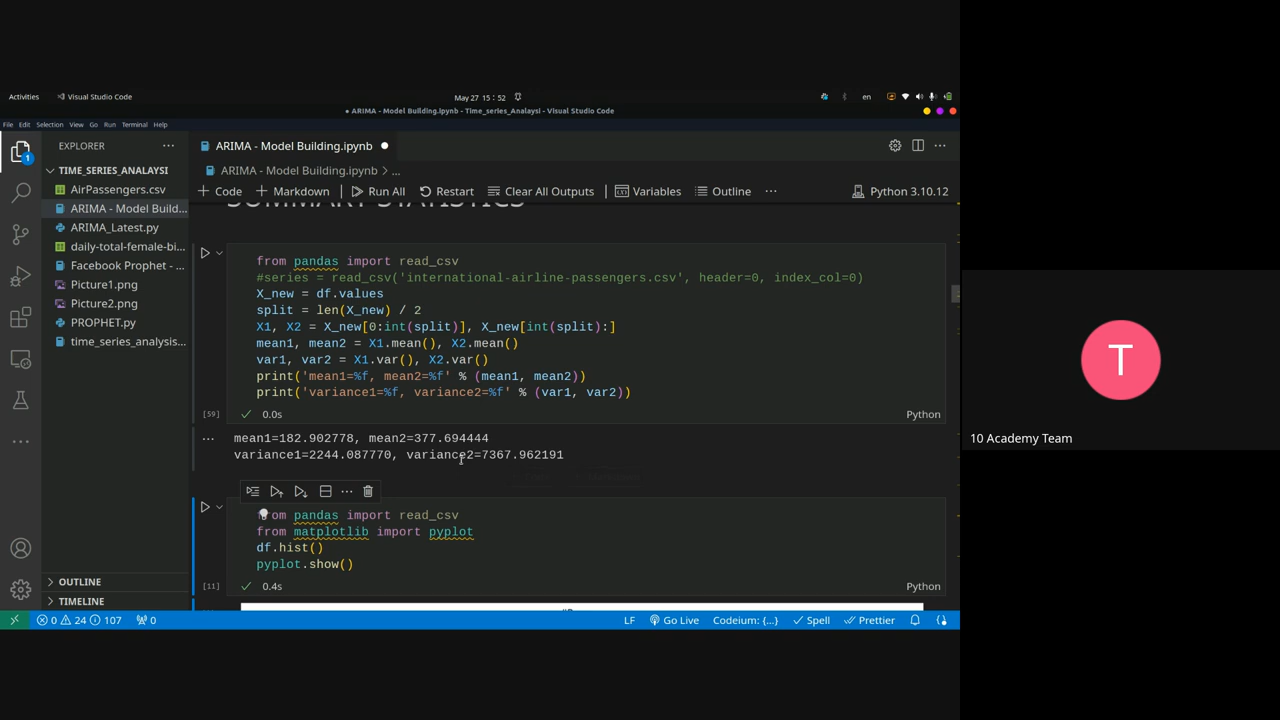 Activities
Visual Studio Code
May 27 15 : 52
en
• ARIMA - Model Building.ipynb - Time_series_Analaysi - Visual Studio Code
File Edit Selection View Go Run Terminal Help
1
EXPLORER
TIME_SERIES_ANALAYSI
AirPassengers.csv
ARIMA - Model Build...
ARIMA_Latest.py
daily-total-female-bi...
Facebook Prophet - ...
Picture1.png
Picture2.png
PROPHET.py
time_series_analysis...
OUTLINE
TIMELINE
ARIMA - Model Building.ipynb
ARIMA - Model Building.ipynb > ...
+ Code + Markdown Run All Restart Clear All Outputs Variables Outline ... Python 3.10.12
SUMMARY STATISTICS
from pandas import read_csv
#series = read_csv('international-airline-passengers.csv', header=0, index_col=0)
X_new = df.values
split = len(X_new) / 2
X1, X2 = X_new[0:int(split)], X_new[int(split):]
mean1, mean2 = X1.mean(), X2.mean()
var1, var2 = X1.var(), X2.var()
print('mean1=%f, mean2=%f' % (mean1, mean2))
print('variance1=%f, variance2=%f' % (var1, var2))
[59] 0.0s Python
mean1=182.902778, mean2=377.694444
variance1=2244.087770, variance2=7367.962191
from pandas import read_csv
from matplotlib import pyplot
df.hist()
pyplot.show()
[11] 0.4s Python
0 24 107 0 LF Go Live Codeium: {...} Spell Prettier
T
10 Academy Team